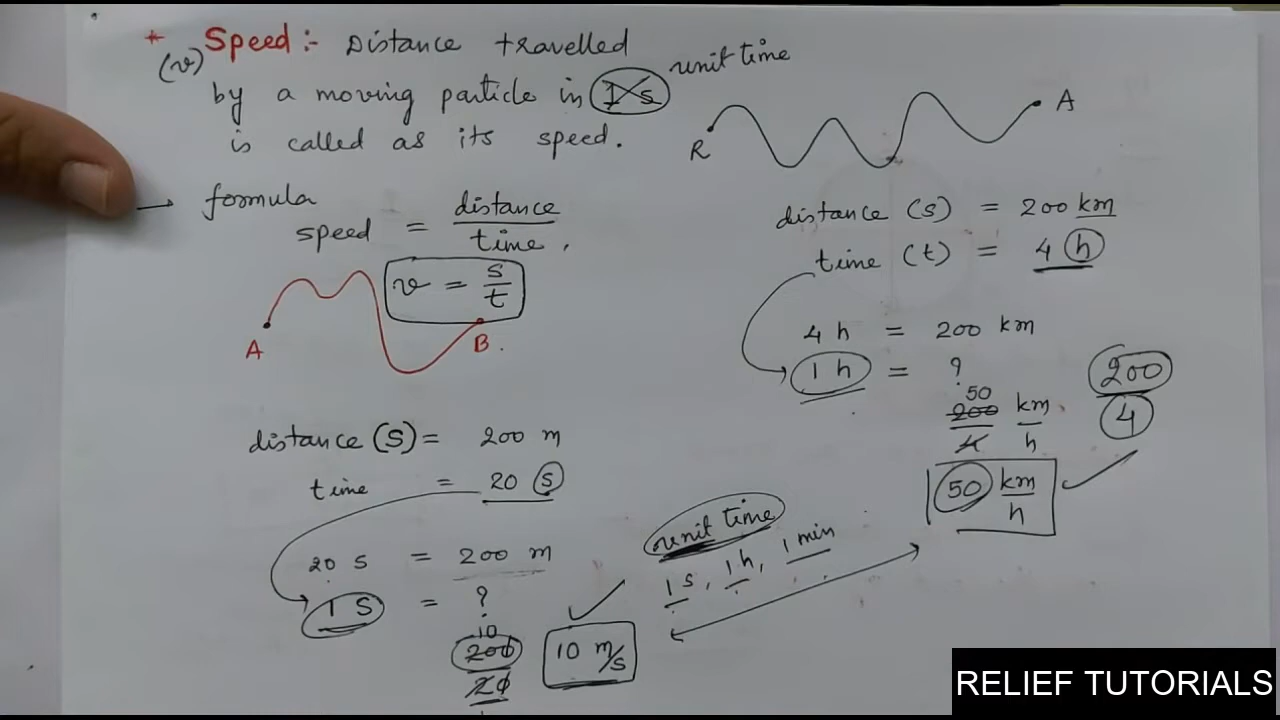 * Speed :- Distance travelled
(v)
by a moving particle in 1 s unit time
is called as its speed.
→ formula
speed = distance / time,
v = s/t
A
B.
distance (S) = 200 m
time = 20 s
20 s = 200 m
1 S = ?
10
200
20
10 m/s
unit time
1 s, 1 h, 1 min
R
A
distance (s) = 200 km
time (t) = 4 h
4 h = 200 km
1 h = ?
50
200 km
4 h
200
4
50 km/h
RELIEF TUTORIALS